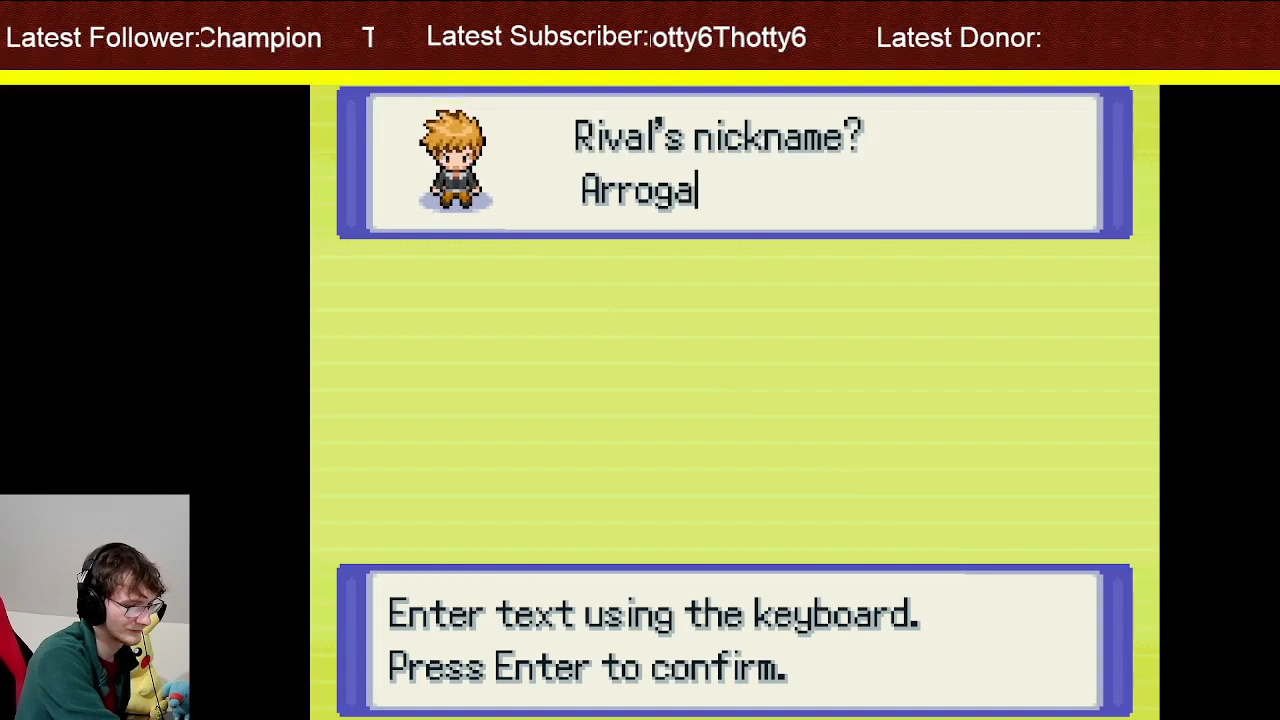 Latest Follower:Champion T
Latest Subscriber:otty6Thotty6
Latest Donor:
Rival's nickname?
Arroga
Enter text using the keyboard.
Press Enter to confirm.